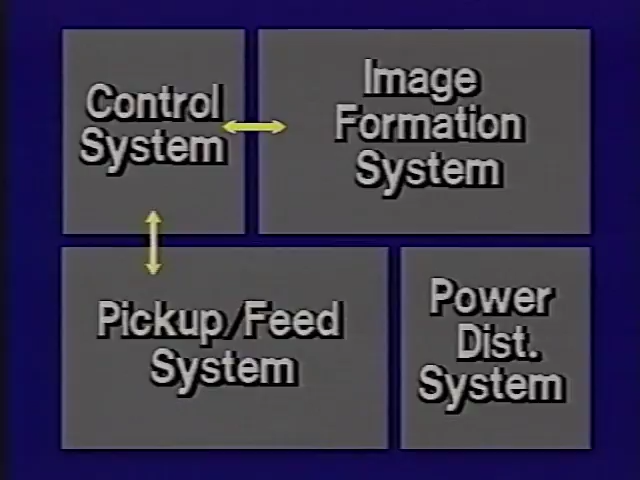 Control
System
Image
Formation
System
Pickup/Feed
System
Power
Dist.
System